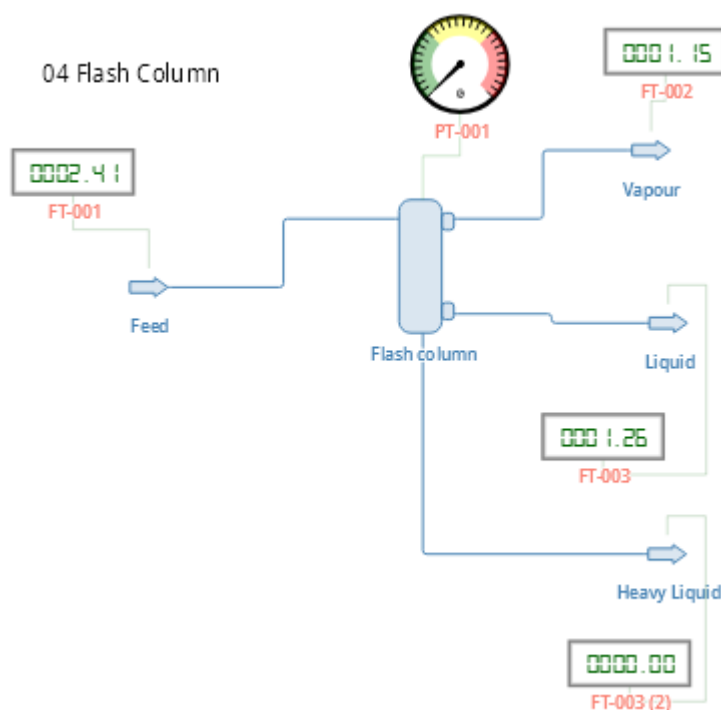 04 Flash Column
0
PT-001
0001.15
FT-002
Vapour
0002.41
FT-001
Feed
Flash column
Liquid
0001.26
FT-003
Heavy Liquid
0000.00
FT-003 (2)